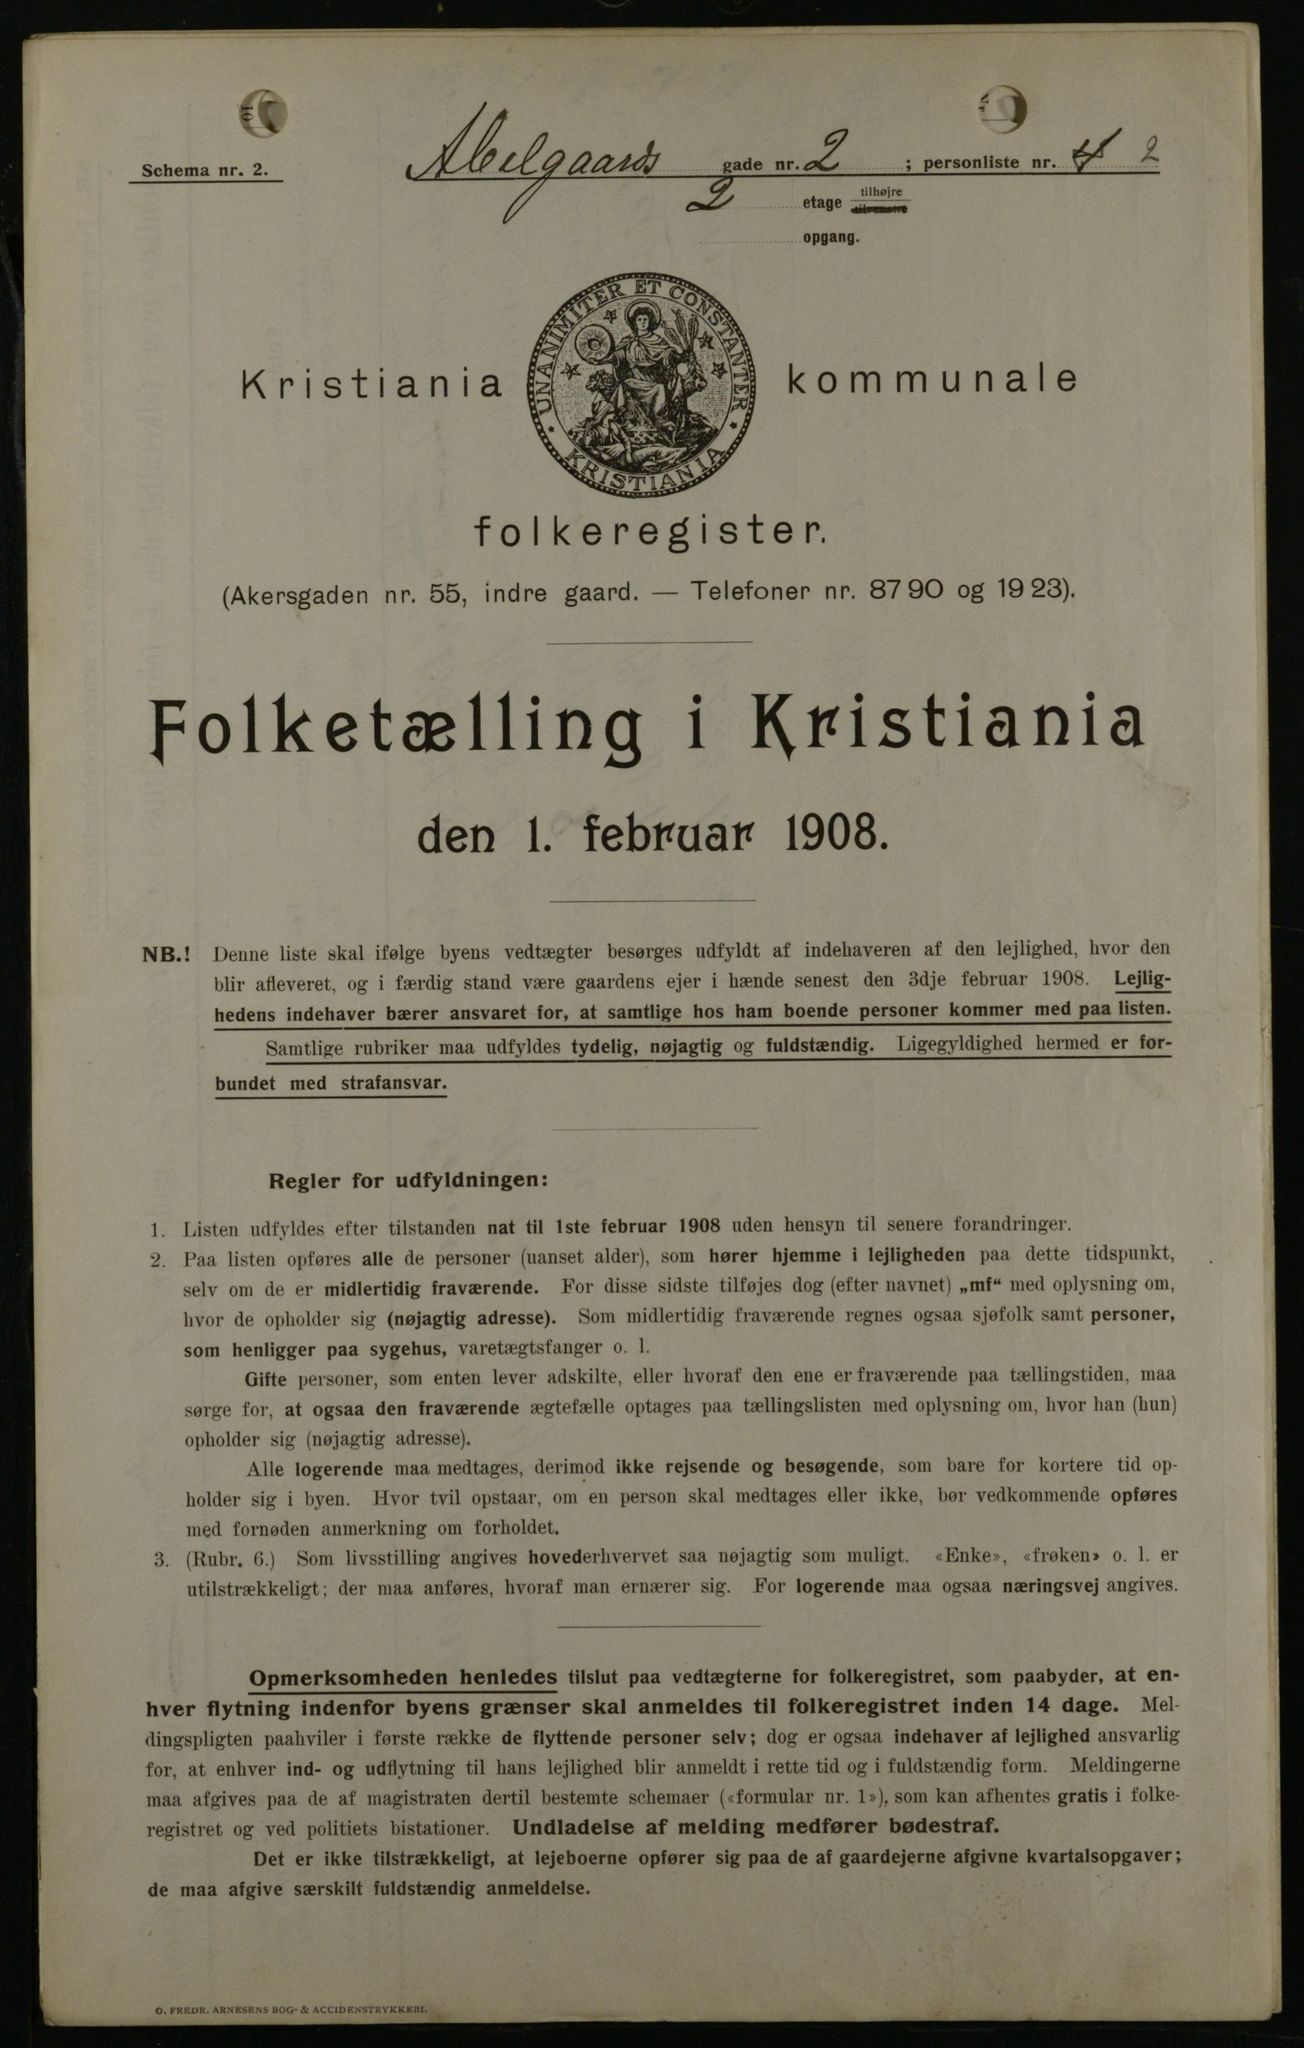 Schema nr. 2.
Abelgaards gade nr. 2 ; personliste nr. 4 2
2 etage tilhøjre tilvenstre
opgang.
UNANIMITER ET CONSTANTER
KRISTIANIA
Kristiania kommunale
folkeregister.
(Akersgaden nr. 55, indre gaard. — Telefoner nr. 8790 og 1923).
Folketælling i Kristiania
den 1. februar 1908.
NB.! Denne liste skal ifølge byens vedtægter besørges udfyldt af indehaveren af den lejlighed, hvor den
blir afleveret, og i færdig stand være gaardens ejer i hænde senest den 3dje februar 1908. Lejlig-
hedens indehaver bærer ansvaret for, at samtlige hos ham boende personer kommer med paa listen.
Samtlige rubriker maa udfyldes tydelig, nøjagtig og fuldstændig. Ligegyldighed hermed er for-
bundet med strafansvar.
Regler for udfyldningen:
1. Listen udfyldes efter tilstanden nat til 1ste februar 1908 uden hensyn til senere forandringer.
2. Paa listen opføres alle de personer (uanset alder), som hører hjemme i lejligheden paa dette tidspunkt,
selv om de er midlertidig fraværende. For disse sidste tilføjes dog (efter navnet) „mf“ med oplysning om,
hvor de opholder sig (nøjagtig adresse). Som midlertidig fraværende regnes ogsaa sjøfolk samt personer,
som henligger paa sygehus, varetægtsfanger o. l.
Gifte personer, som enten lever adskilte, eller hvoraf den ene er fraværende paa tællingstiden, maa
sørge for, at ogsaa den fraværende ægtefælle optages paa tællingslisten med oplysning om, hvor han (hun)
opholder sig (nøjagtig adresse).
Alle logerende maa medtages, derimod ikke rejsende og besøgende, som bare for kortere tid op-
holder sig i byen. Hvor tvil opstaar, om en person skal medtages eller ikke, bør vedkommende opføres
med fornøden anmerkning om forholdet.
3. (Rubr. 6.) Som livsstilling angives hovederhvervet saa nøjagtig som muligt. «Enke», «frøken» o. l. er
utilstrækkeligt; der maa anføres, hvoraf man ernærer sig. For logerende maa ogsaa næringsvej angives.
Opmerksomheden henledes tilslut paa vedtægterne for folkeregistret, som paabyder, at en-
hver flytning indenfor byens grænser skal anmeldes til folkeregistret inden 14 dage. Mel-
dingspligten paahviler i første række de flyttende personer selv; dog er ogsaa indehaver af lejlighed ansvarlig
for, at enhver ind- og udflytning til hans lejlighed blir anmeldt i rette tid og i fuldstændig form. Meldingerne
maa afgives paa de af magistraten dertil bestemte schemaer («formular nr. 1»), som kan afhentes gratis i folke-
registret og ved politiets bistationer. Undladelse af melding medfører bødestraf.
Det er ikke tilstrækkeligt, at lejeboerne opfører sig paa de af gaardejerne afgivne kvartalsopgaver;
de maa afgive særskilt fuldstændig anmeldelse.
O. FREDR. ARNESENS BOG- & ACCIDENSTRYKKERI.